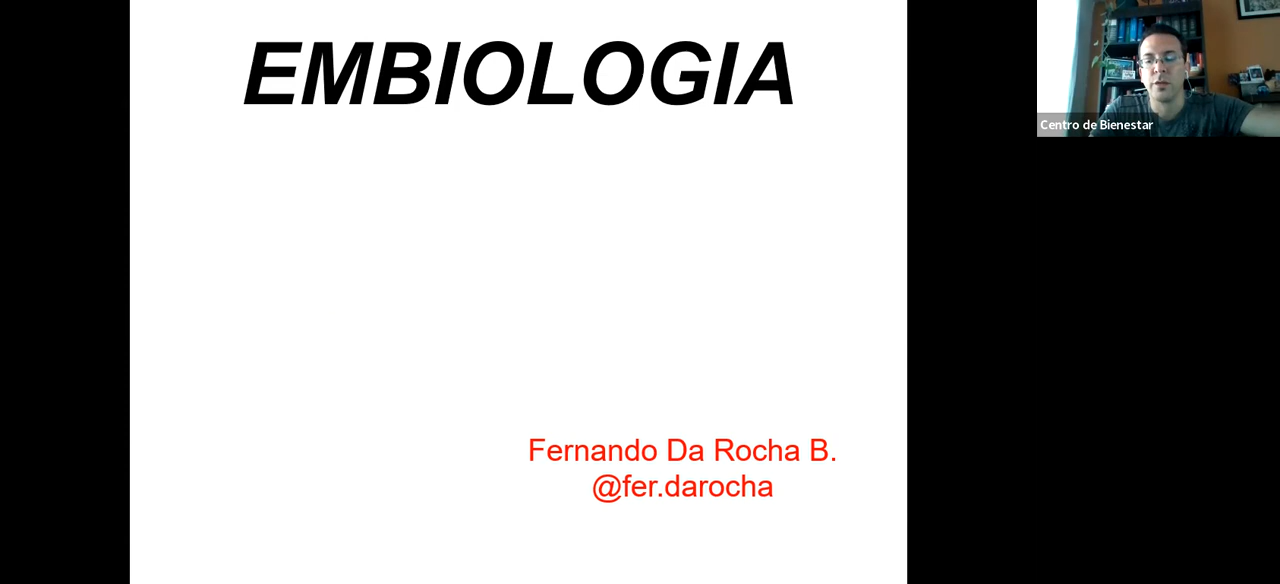 EMBIOLOGIA
Centro de Bienestar
Fernando Da Rocha B.
@fer.darocha